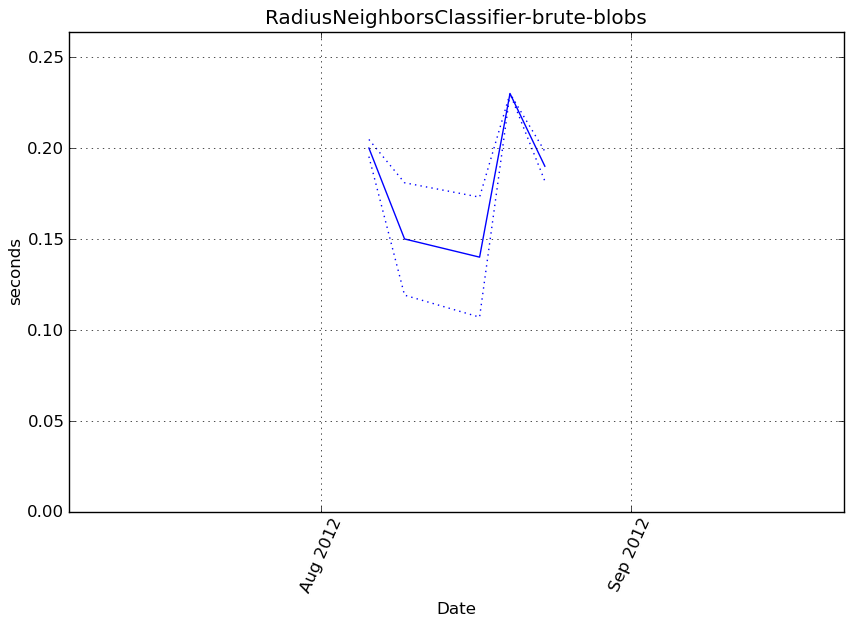 RadiusNeighborsClassifier-brute-blobs
0.25
0.20
0.15
0.10
0.05
0.00
seconds
Aug 2012
Sep 2012
Date